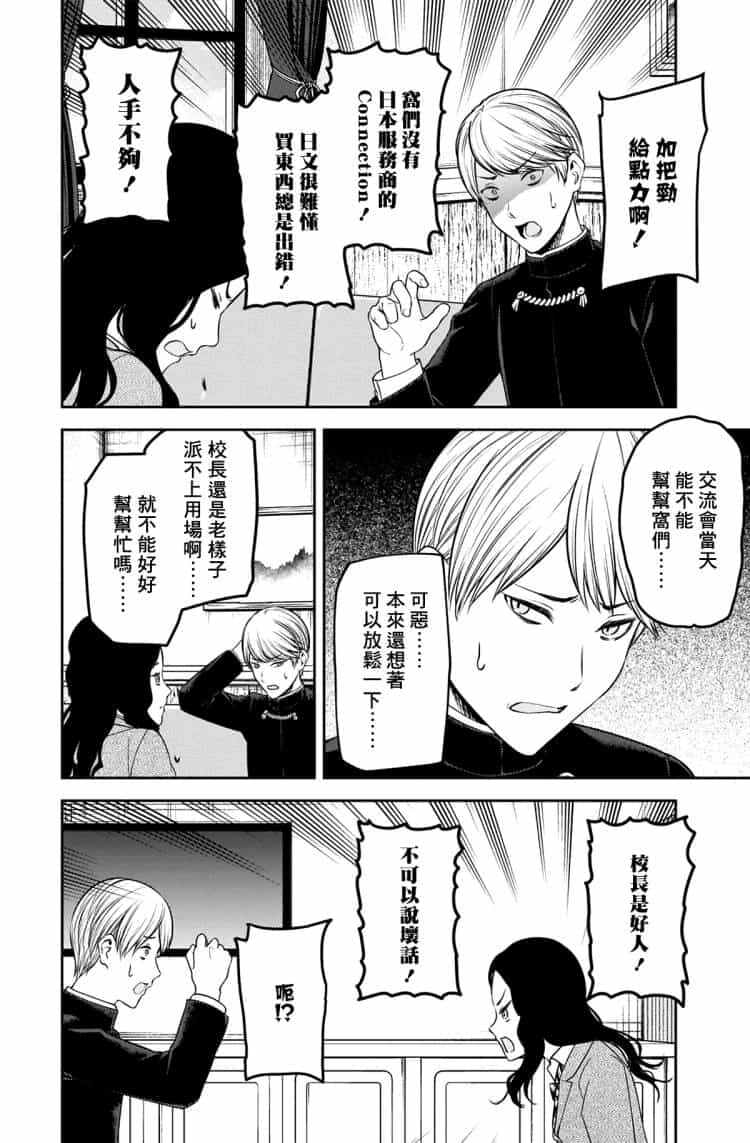 加把勁
給點力啊！
窩們沒有
日本服務商的
Connection！
日文很難懂
買東西總是出錯！
人手不夠！
交流會當天
能不能
幫幫窩們……
可惡……
本來還想著
可以放鬆一下
……
校長還是老樣子
派不上用場啊……
就不能好好
幫幫忙嗎……
校長是好人！
不可以說壞話！
呃!?